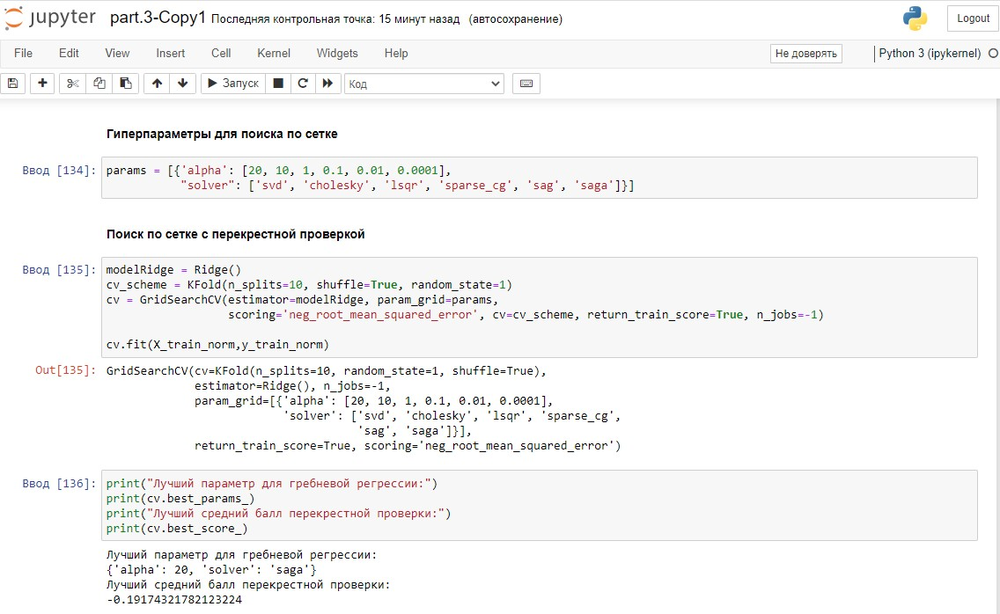 jupyter part.3-Copy1 Последняя контрольная точка: 15 минут назад (автосохранение)
Logout
File Edit View Insert Cell Kernel Widgets Help
Не доверять
Python 3 (ipykernel)
Запуск
Код
Гиперпараметры для поиска по сетке
Ввод [134]: params = [{'alpha': [20, 10, 1, 0.1, 0.01, 0.0001],
"solver": ['svd', 'cholesky', 'lsqr', 'sparse_cg', 'sag', 'saga']}]
Поиск по сетке с перекрестной проверкой
Ввод [135]: modelRidge = Ridge()
cv_scheme = KFold(n_splits=10, shuffle=True, random_state=1)
cv = GridSearchCV(estimator=modelRidge, param_grid=params,
scoring='neg_root_mean_squared_error', cv=cv_scheme, return_train_score=True, n_jobs=-1)
cv.fit(X_train_norm,y_train_norm)
Out[135]: GridSearchCV(cv=KFold(n_splits=10, random_state=1, shuffle=True),
estimator=Ridge(), n_jobs=-1,
param_grid=[{'alpha': [20, 10, 1, 0.1, 0.01, 0.0001],
'solver': ['svd', 'cholesky', 'lsqr', 'sparse_cg',
'sag', 'saga']}],
return_train_score=True, scoring='neg_root_mean_squared_error')
Ввод [136]: print("Лучший параметр для гребневой регрессии:")
print(cv.best_params_)
print("Лучший средний балл перекрестной проверки:")
print(cv.best_score_)
Лучший параметр для гребневой регрессии:
{'alpha': 20, 'solver': 'saga'}
Лучший средний балл перекрестной проверки:
-0.19174321782123224